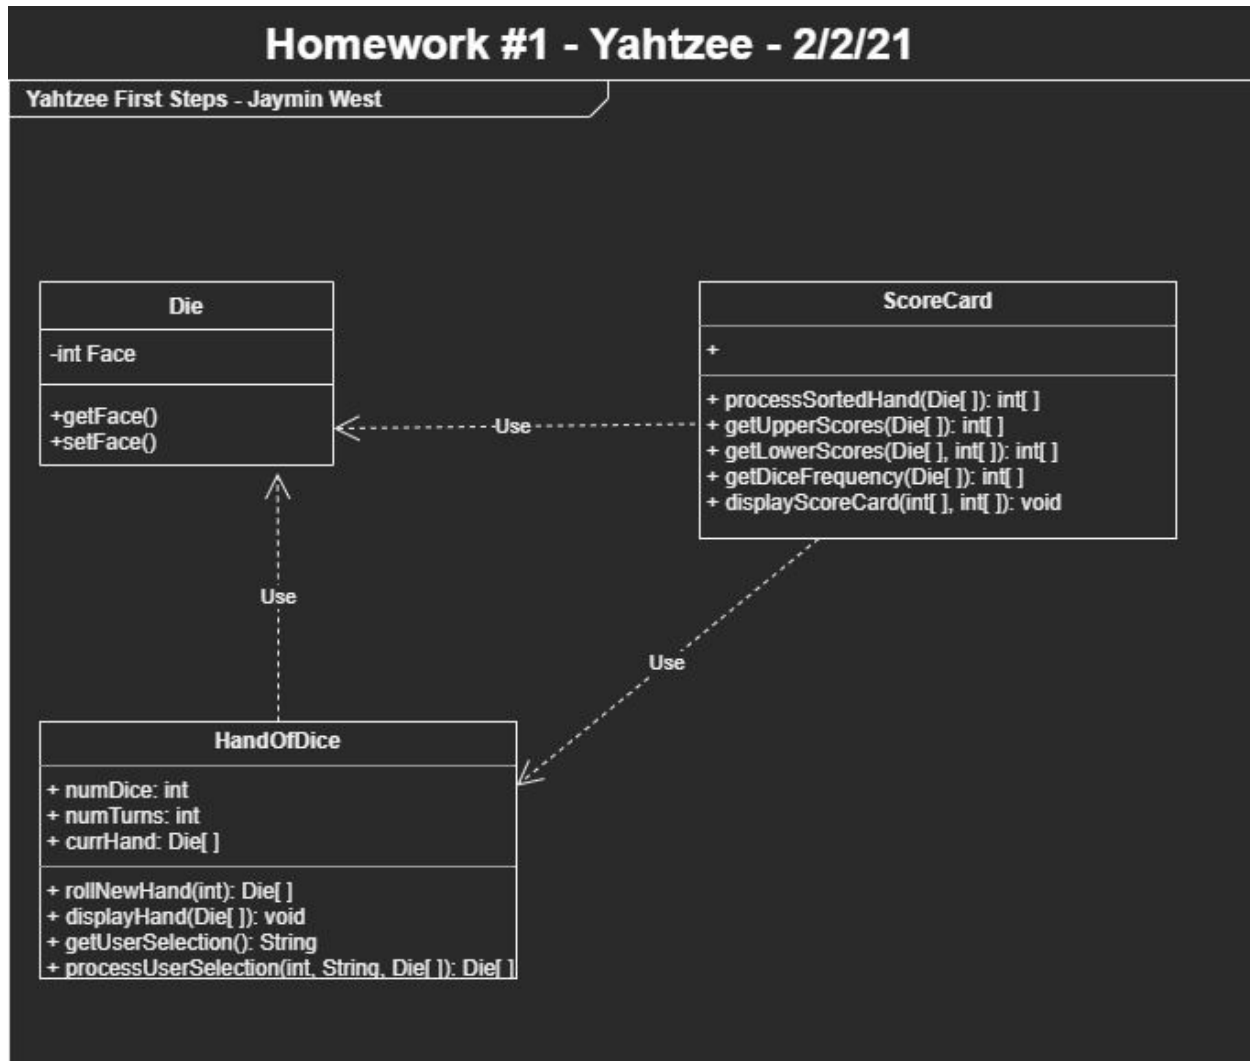 Homework #1 - Yahtzee - 2/2/21
Yahtzee First Steps - Jaymin West
Die
-int Face
+getFace()
+setFace()
ScoreCard
+
+ processSortedHand(Die[ ]): int[ ]
+ getUpperScores(Die[ ]): int[ ]
+ getLowerScores(Die[ ], int[ ]): int[ ]
+ getDiceFrequency(Die[ ]): int[ ]
+ displayScoreCard(int[ ], int[ ]): void
Use
Use
Use
HandOfDice
+ numDice: int
+ numTurns: int
+ currHand: Die[ ]
+ rollNewHand(int): Die[ ]
+ displayHand(Die[ ]): void
+ getUserSelection(): String
+ processUserSelection(int, String, Die[ ]): Die[ ]